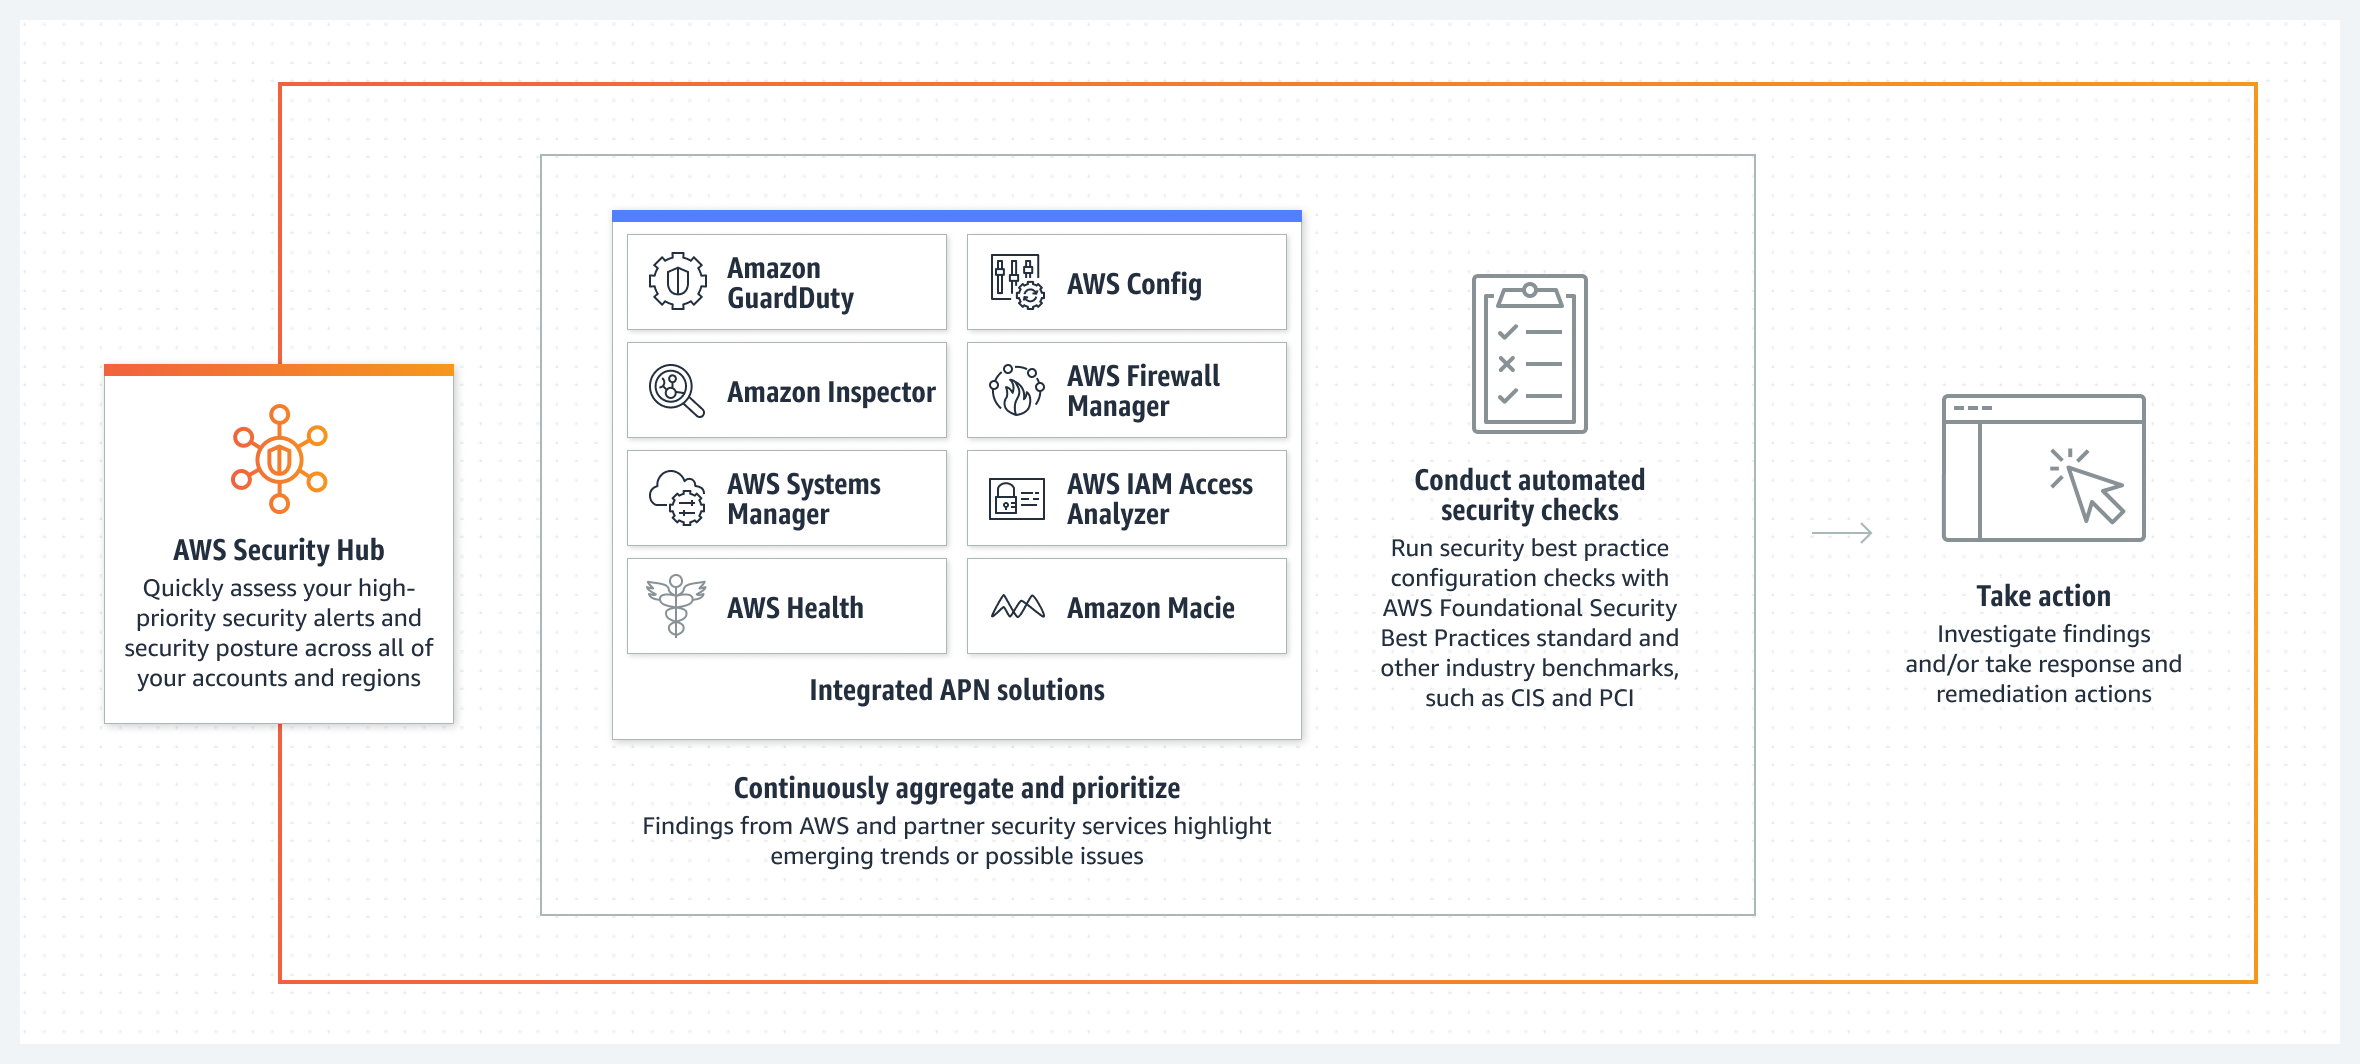 AWS Security Hub
Quickly assess your high-
priority security alerts and
security posture across all of
your accounts and regions
Amazon
GuardDuty
AWS Config
Amazon Inspector
AWS Firewall
Manager
AWS Systems
Manager
AWS IAM Access
Analyzer
AWS Health
Amazon Macie
Integrated APN solutions
Continuously aggregate and prioritize
Findings from AWS and partner security services highlight
emerging trends or possible issues
Conduct automated
security checks
Run security best practice
configuration checks with
AWS Foundational Security
Best Practices standard and
other industry benchmarks,
such as CIS and PCI
Take action
Investigate findings
and/or take response and
remediation actions